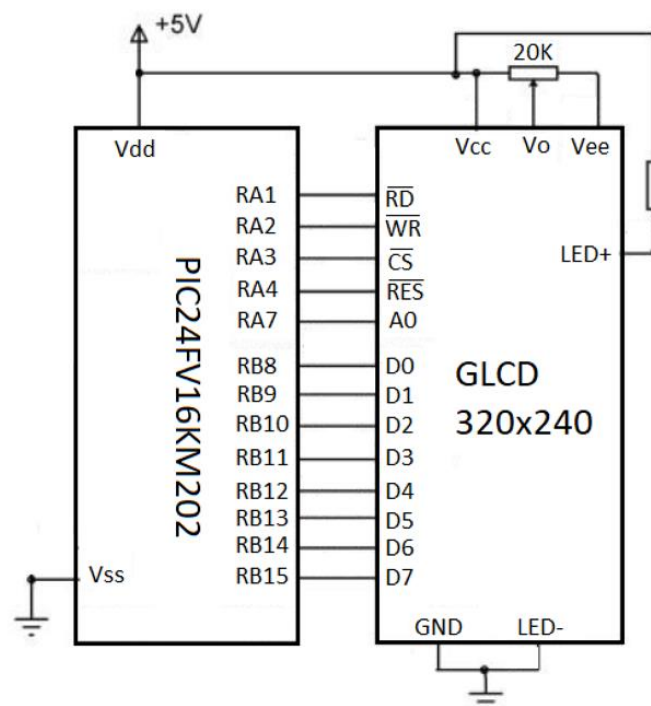 +5V
20K
Vdd
Vcc Vo Vee
RA1 RD
RA2 WR
RA3 CS
LED+
RA4 RES
RA7 A0
PIC24FV16KM202
RB8 D0
GLCD
RB9 D1
320x240
RB10 D2
RB11 D3
RB12 D4
RB13 D5
RB14 D6
Vss
RB15 D7
GND LED-